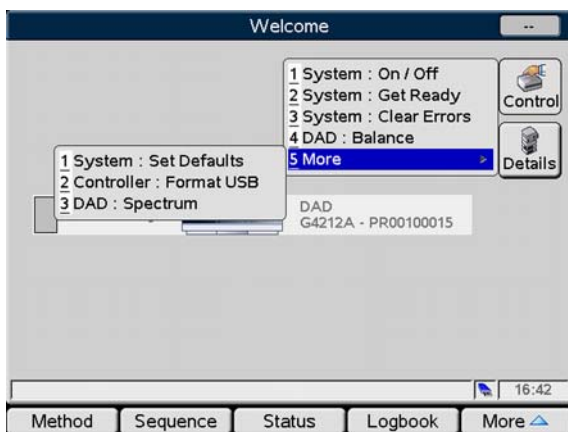 Welcome
--
1 System : On / Off
2 System : Get Ready
3 System : Clear Errors
4 DAD : Balance
5 More
Control
Details
1 System : Set Defaults
2 Controller : Format USB
3 DAD : Spectrum
DAD
G4212A - PR00100015
16:42
Method
Sequence
Status
Logbook
More